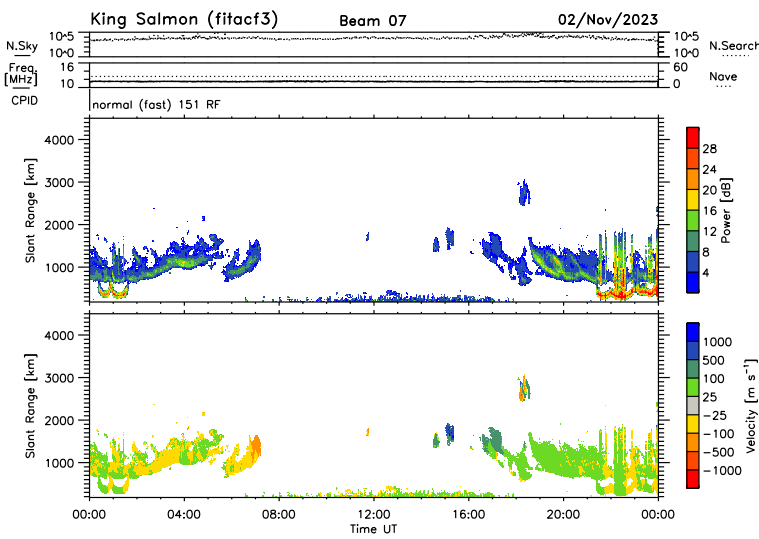 King Salmon (fitacf3) Beam 07 02/Nov/2023
N.Sky 10^5 10^0 10^5 10^0 N.Search
Freq [MHz] 16 10 60 0 Nave
CPID normal (fast) 151 RF
Slant Range [km] 4000 3000 2000 1000
Power [dB] 28 24 20 16 12 8 4
Slant Range [km] 4000 3000 2000 1000
Velocity [m s⁻¹] 1000 500 100 25 −25 −100 −500 −1000
00:00 04:00 08:00 12:00 16:00 20:00 00:00
Time UT